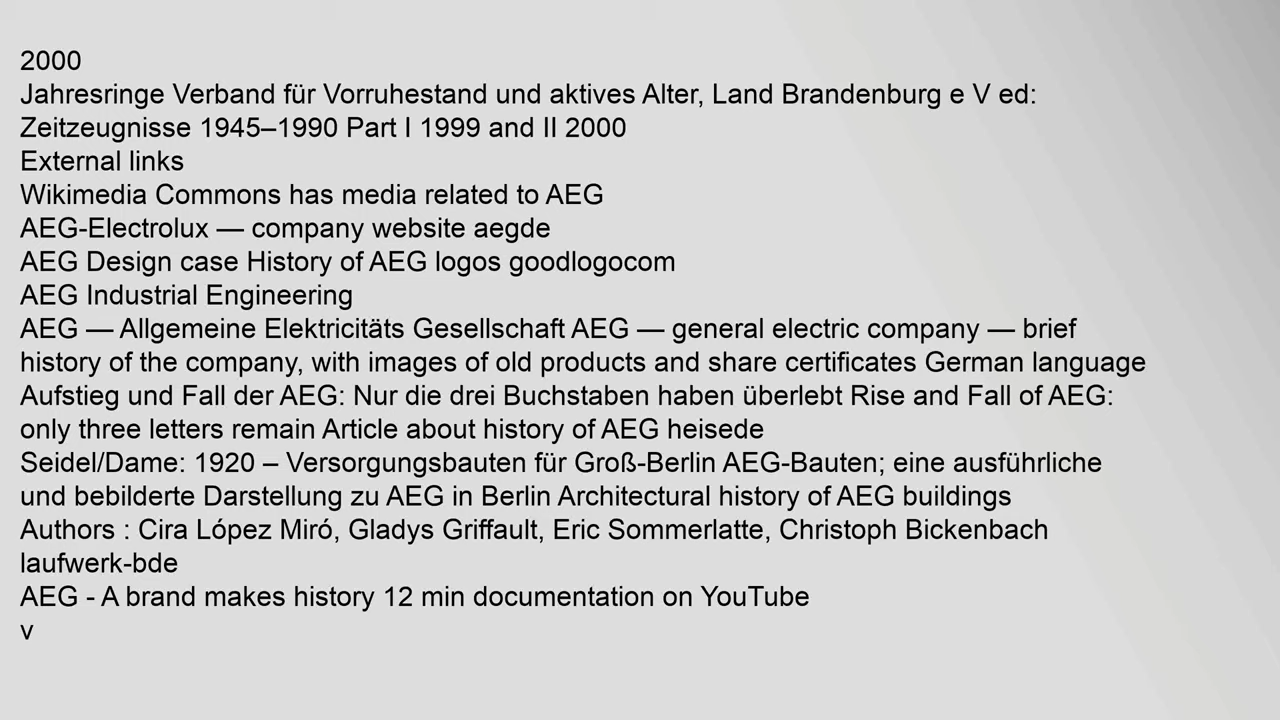 2000
Jahresringe Verband für Vorruhestand und aktives Alter, Land Brandenburg e V ed:
Zeitzeugnisse 1945–1990 Part I 1999 and II 2000
External links
Wikimedia Commons has media related to AEG
AEG-Electrolux — company website aegde
AEG Design case History of AEG logos goodlogocom
AEG Industrial Engineering
AEG — Allgemeine Elektricitäts Gesellschaft AEG — general electric company — brief
history of the company, with images of old products and share certificates German language
Aufstieg und Fall der AEG: Nur die drei Buchstaben haben überlebt Rise and Fall of AEG:
only three letters remain Article about history of AEG heisede
Seidel/Dame: 1920 – Versorgungsbauten für Groß-Berlin AEG-Bauten; eine ausführliche
und bebilderte Darstellung zu AEG in Berlin Architectural history of AEG buildings
Authors : Cira López Miró, Gladys Griffault, Eric Sommerlatte, Christoph Bickenbach
laufwerk-bde
AEG - A brand makes history 12 min documentation on YouTube
v